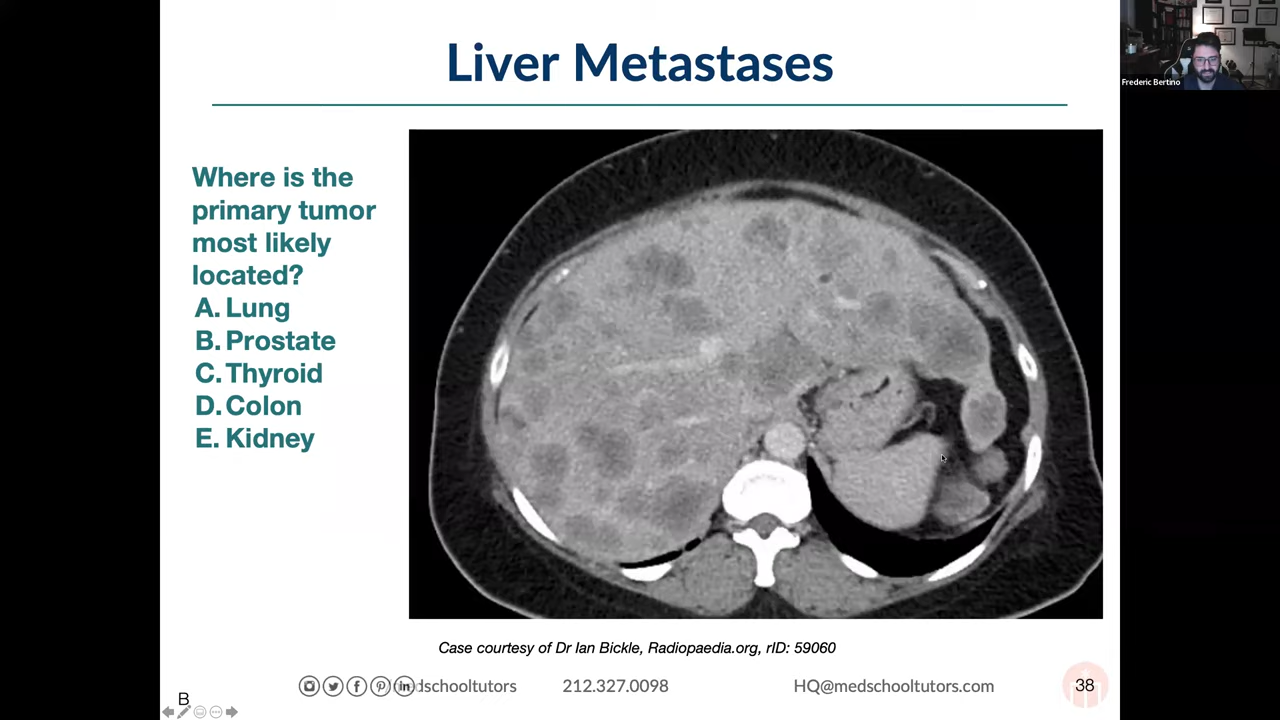 Liver Metastases
Frederic Bertino
Where is the
primary tumor
most likely
located?
A. Lung
B. Prostate
C. Thyroid
D. Colon
E. Kidney
Case courtesy of Dr Ian Bickle, Radiopaedia.org, rID: 59060
212.327.0098
HQ@medschooltutors.com
38
B